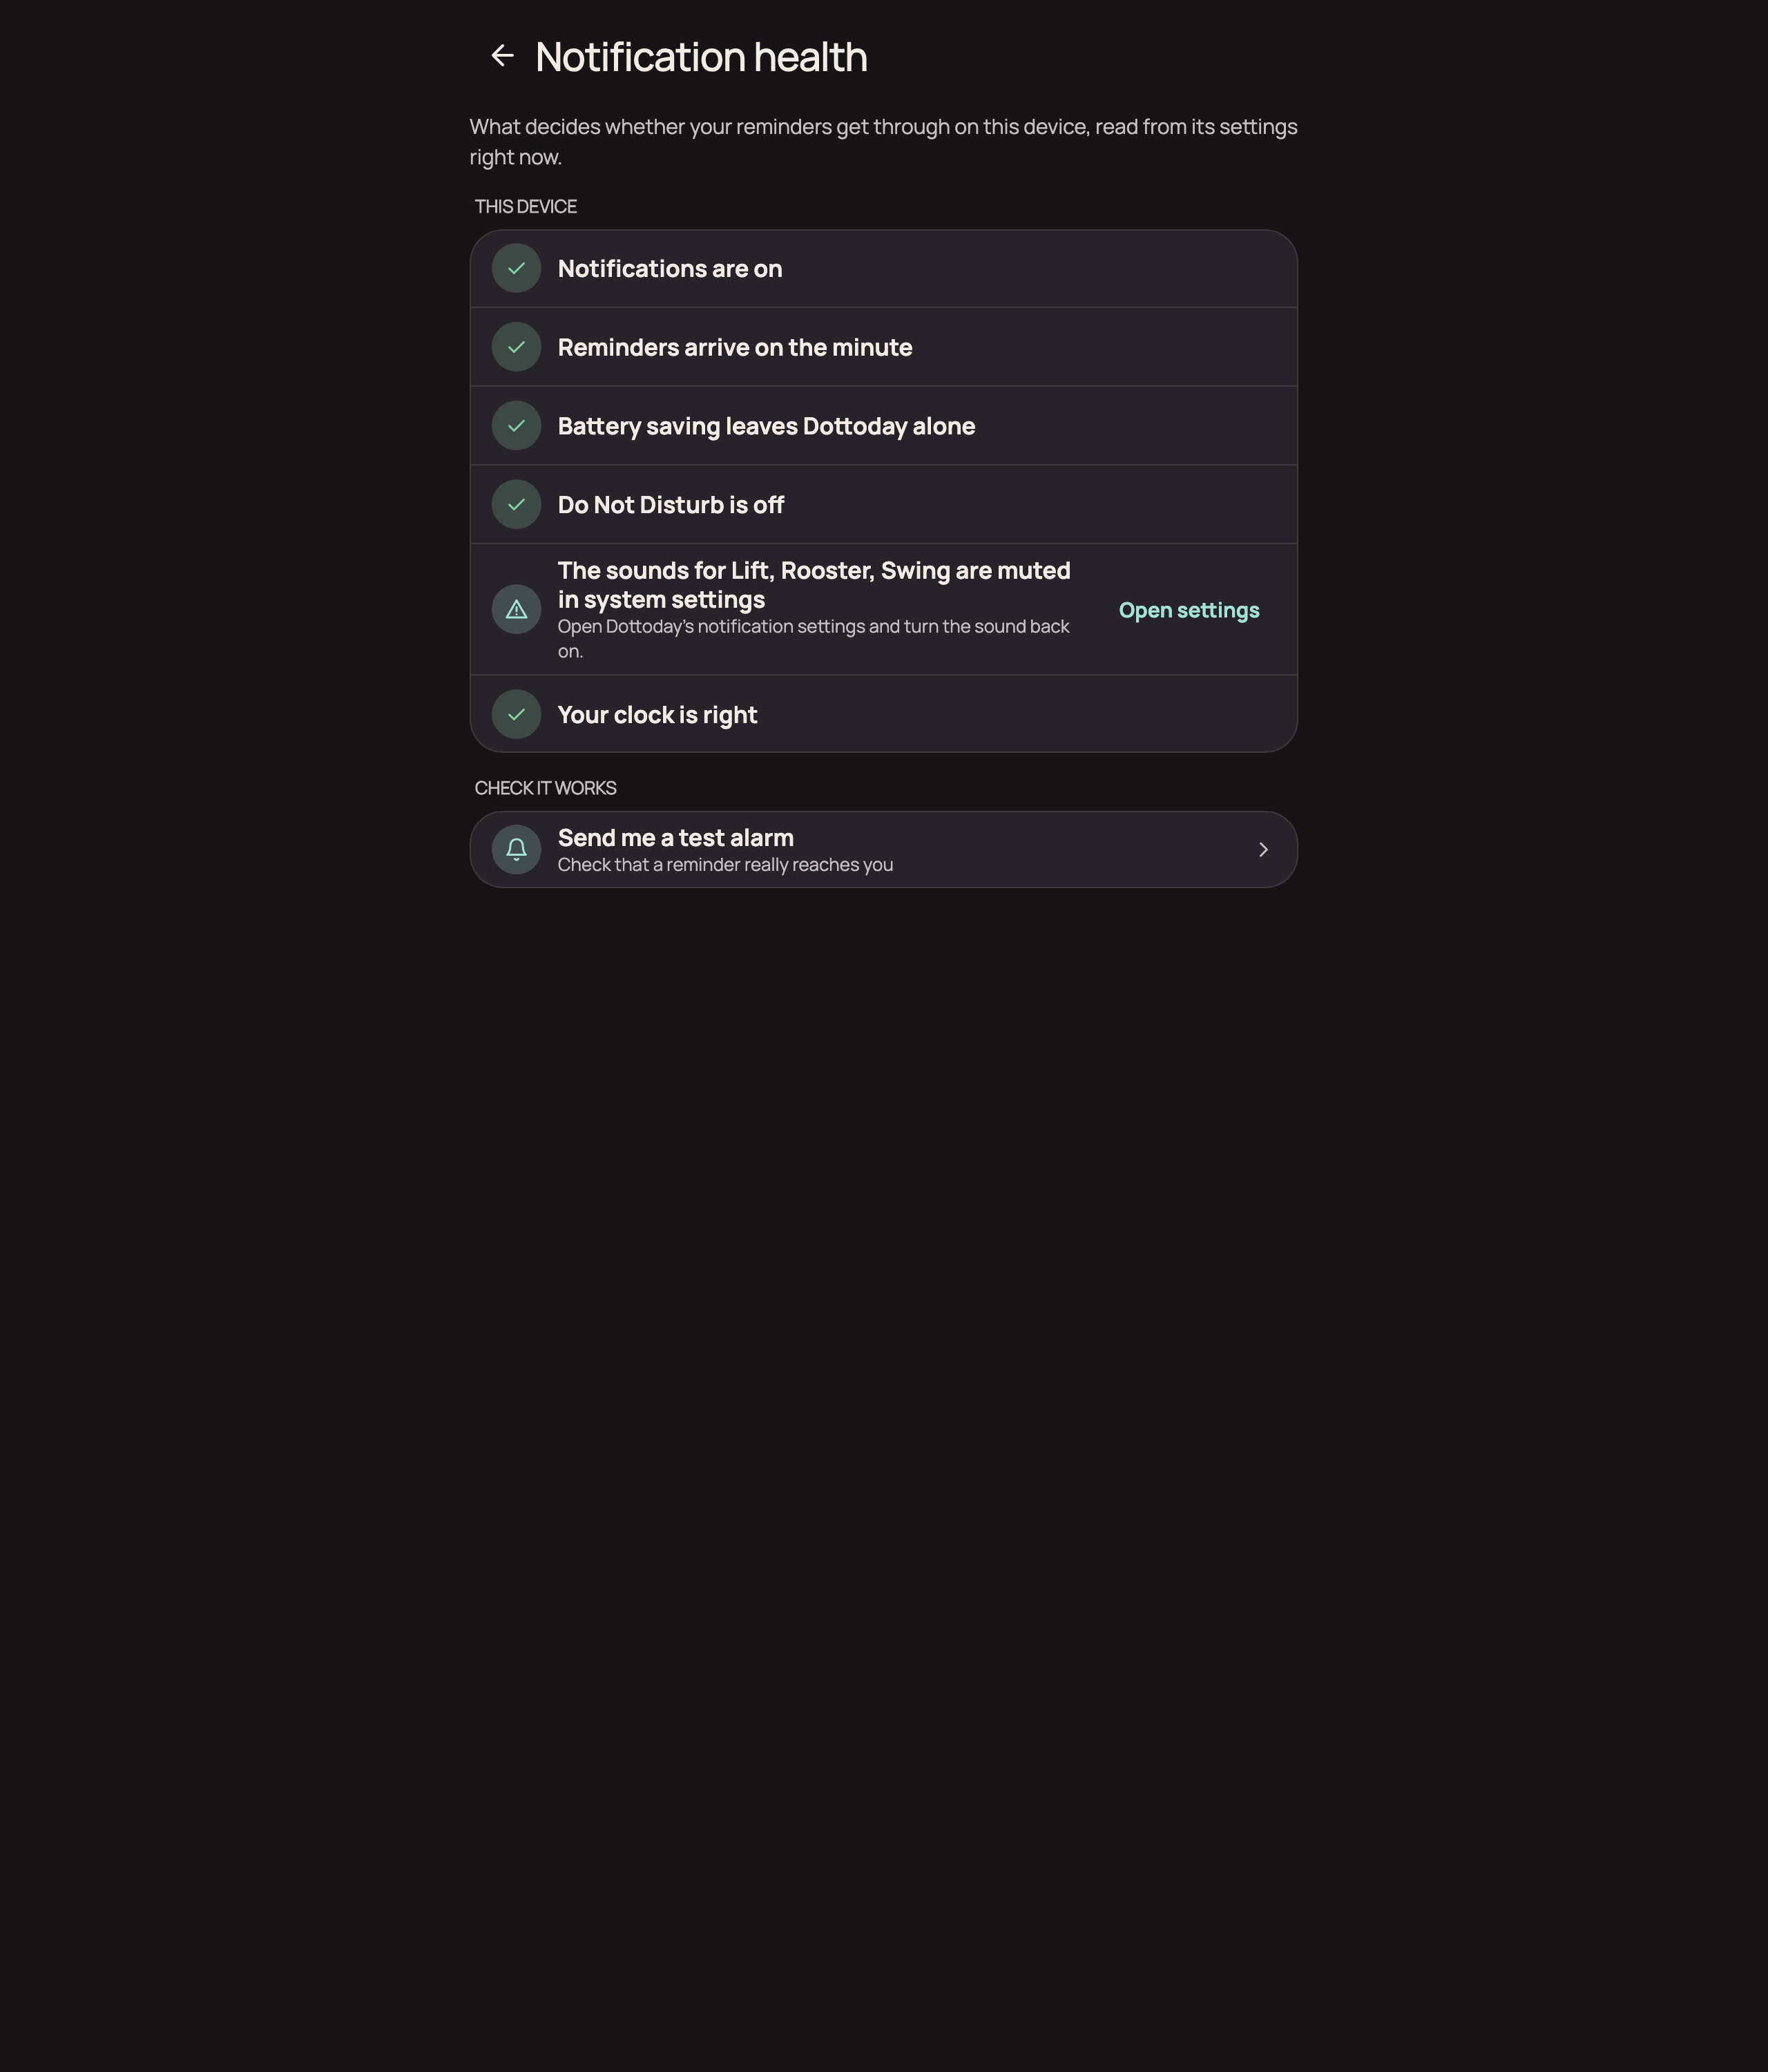 Notification health
What decides whether your reminders get through on this device, read from its settings
right now.
THIS DEVICE
Notifications are on
Reminders arrive on the minute
Battery saving leaves Dottoday alone
Do Not Disturb is off
The sounds for Lift, Rooster, Swing are muted
in system settings
Open Dottoday's notification settings and turn the sound back
on.
Open settings
Your clock is right
CHECK IT WORKS
Send me a test alarm
Check that a reminder really reaches you